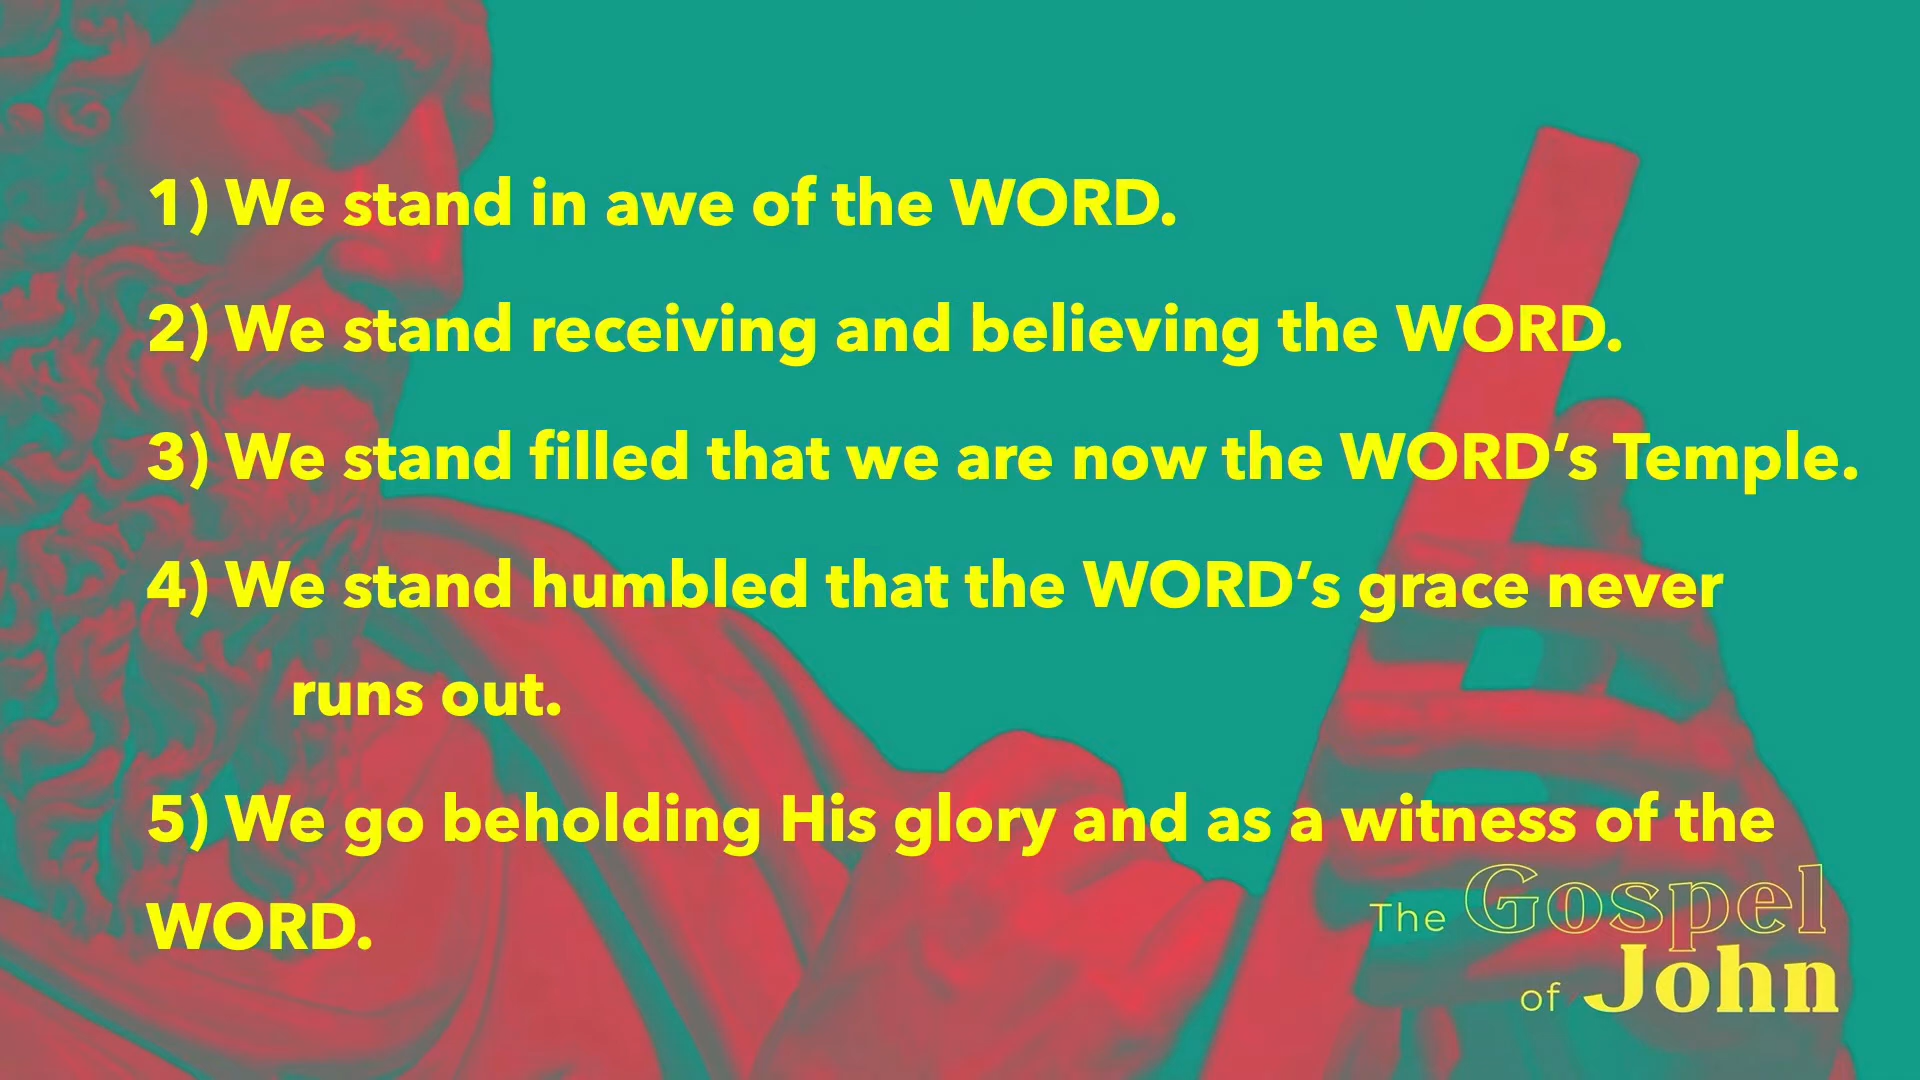 1) We stand in awe of the WORD.
2) We stand receiving and believing the WORD.
3) We stand filled that we are now the WORD’s Temple.
4) We stand humbled that the WORD’s grace never
runs out.
5) We go beholding His glory and as a witness of the
WORD.
The Gospel
of John